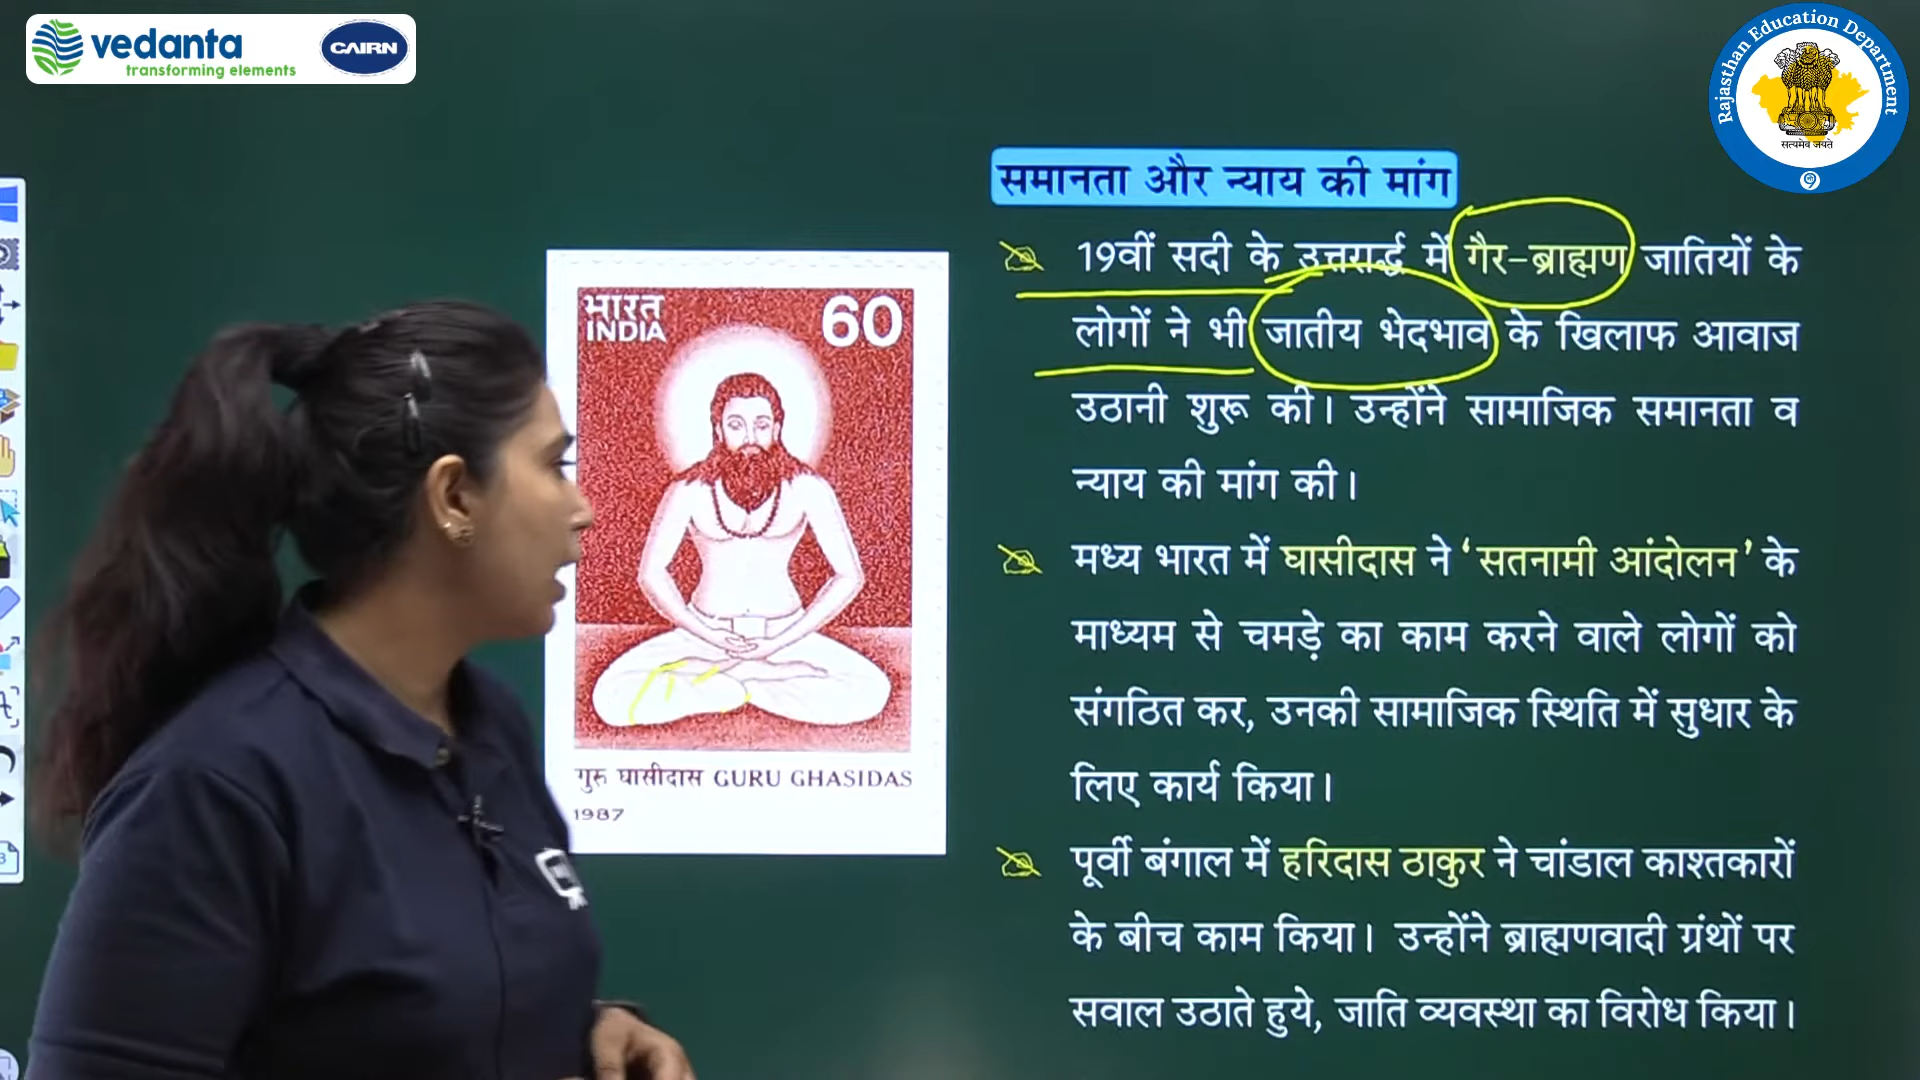 vedanta
transforming elements
CAIRN
Rajasthan Education Department
सत्यमेव जयते
समानता और न्याय की मांग
19वीं सदी के उत्तरार्द्ध में गैर-ब्राह्मण जातियों के
लोगों ने भी जातीय भेदभाव के खिलाफ आवाज
उठानी शुरू की। उन्होंने सामाजिक समानता व
न्याय की मांग की।
मध्य भारत में घासीदास ने ‘सतनामी आंदोलन’ के
माध्यम से चमड़े का काम करने वाले लोगों को
संगठित कर, उनकी सामाजिक स्थिति में सुधार के
लिए कार्य किया।
पूर्वी बंगाल में हरिदास ठाकुर ने चांडाल काश्तकारों
के बीच काम किया। उन्होंने ब्राह्मणवादी ग्रंथों पर
सवाल उठाते हुये, जाति व्यवस्था का विरोध किया।
भारत 60
INDIA
गुरु घासीदास GURU GHASIDAS
1987